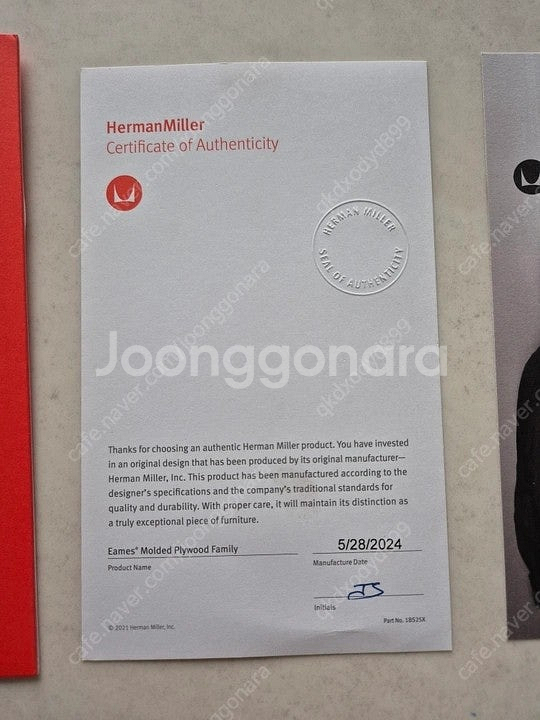 HermanMiller
Certificate of Authenticity
HERMAN MILLER
SEAL OF AUTHENTICITY
Joonggonara
Thanks for choosing an authentic Herman Miller product. You have invested
in an original design that has been produced by its original manufacturer—
Herman Miller, Inc. This product has been manufactured according to the
designer's specifications and the company's traditional standards for
quality and durability. With proper care, it will maintain its distinction as
a truly exceptional piece of furniture.
Eames® Molded Plywood Family
5/28/2024
Product Name
Manufacture Date
JS
Initials
© 2021 Herman Miller, Inc.
Part No. 1B525X